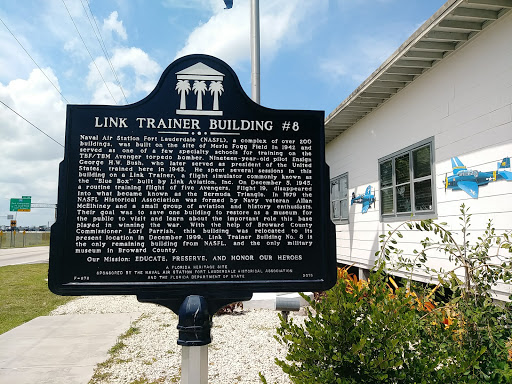 LINK TRAINER BUILDING #8
Naval Air Station Fort Lauderdale (NASFL), a complex of over 200
buildings, was built on the site of Merle Fogg Field in 1942 and
served as one of a few specialty schools for training on the
TBF/TBM Avenger torpedo bomber. Nineteen-year-old pilot Ensign
George H.W. Bush, who later served as president of the United
States, trained here in 1943. He spent several sessions in this
building on a Link Trainer, a flight simulator commonly known as
the "Blue Box" built by Link Aviation, Inc. On December 5, 1945,
a routine training flight of five Avengers, Flight 19, disappeared
into what became known as the Bermuda Triangle. In 1979 the
NASFL Historical Association was formed by Navy veteran Allan
McElhiney and a small group of aviation and history enthusiasts.
Their goal was to save one building to restore as a museum for
the public to visit and learn about the important role this base
played in winning the war. With the help of Broward County
Commissioner Lori Parrish, this building was relocated to its
present location in December 1999. Link Trainer Building No. 8 is
the only remaining building from NASFL, and the only military
museum in Broward County.
Our Mission: EDUCATE, PRESERVE, AND HONOR OUR HEROES
A FLORIDA HERITAGE SITE
SPONSORED BY THE NAVAL AIR STATION FORT LAUDERDALE HISTORICAL ASSOCIATION
AND THE FLORIDA DEPARTMENT OF STATE